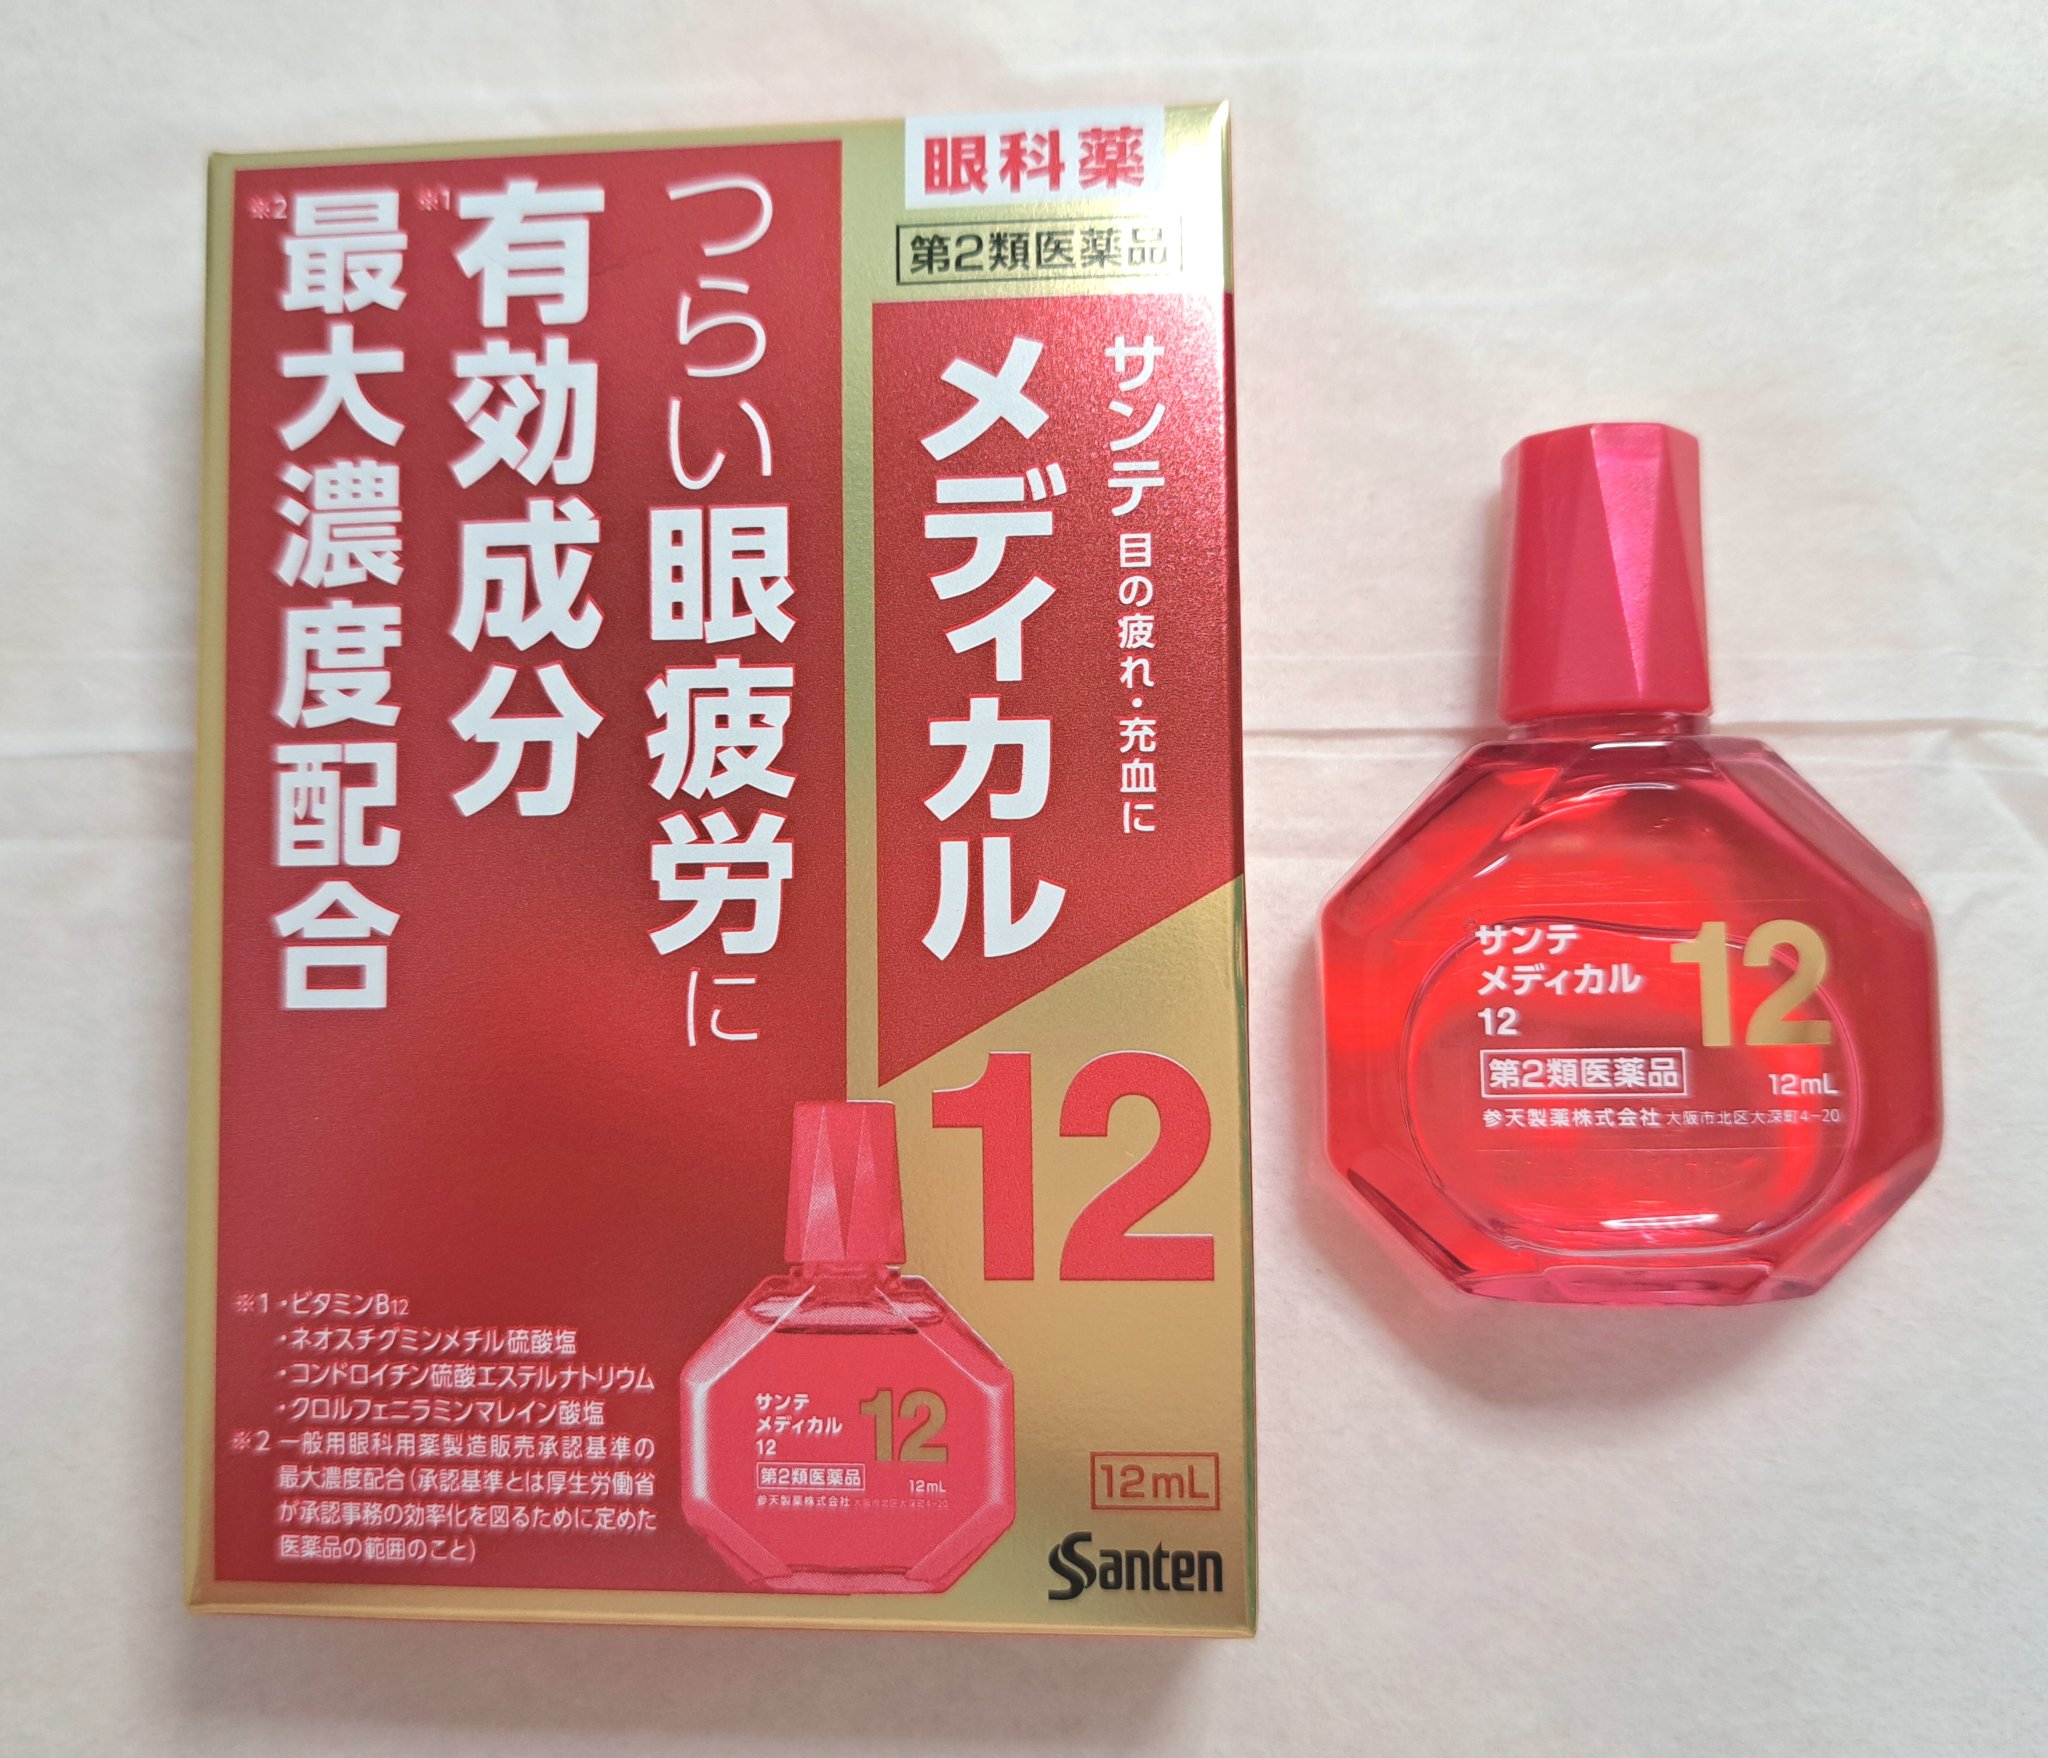 眼科薬
第2類医薬品
サンテ 目の疲れ・充血に
メディカル
12
つらい眼疲労に
※1
有効成分
※2
最大濃度配合
※1・ビタミンB12
・ネオスチグミンメチル硫酸塩
・コンドロイチン硫酸エステルナトリウム
・クロルフェニラミンマレイン酸塩
※2 一般用眼科用薬製造販売承認基準の
最大濃度配合(承認基準とは厚生労働省
が承認事務の効率化を図るために定めた
医薬品の範囲のこと)
サンテ
メディカル
12
12
第2類医薬品
12mL
参天製薬株式会社 大阪市北区大深町4-20
12mL
Santen
サンテ
メディカル
12
12
第2類医薬品
12mL
参天製薬株式会社 大阪市北区大深町4-20